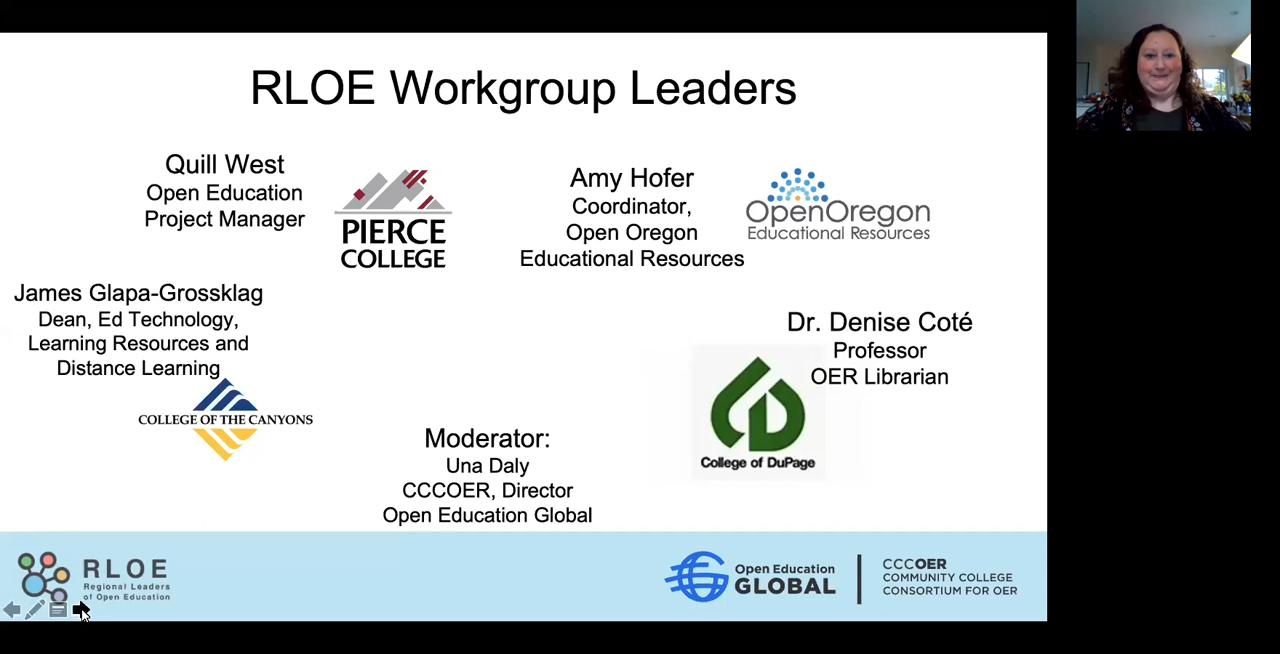 RLOE Workgroup Leaders
Quill West
Open Education
Project Manager
PIERCE
COLLEGE
Amy Hofer
Coordinator,
Open Oregon
Educational Resources
OpenOregon
Educational Resources
James Glapa-Grossklag
Dean, Ed Technology,
Learning Resources and
Distance Learning
COLLEGE OF THE CANYONS
Dr. Denise Coté
Professor
OER Librarian
College of DuPage
Moderator:
Una Daly
CCCOER, Director
Open Education Global
RLOE
Regional Leaders
of Open Education
Open Education
GLOBAL
CCCOER
COMMUNITY COLLEGE
CONSORTIUM FOR OER